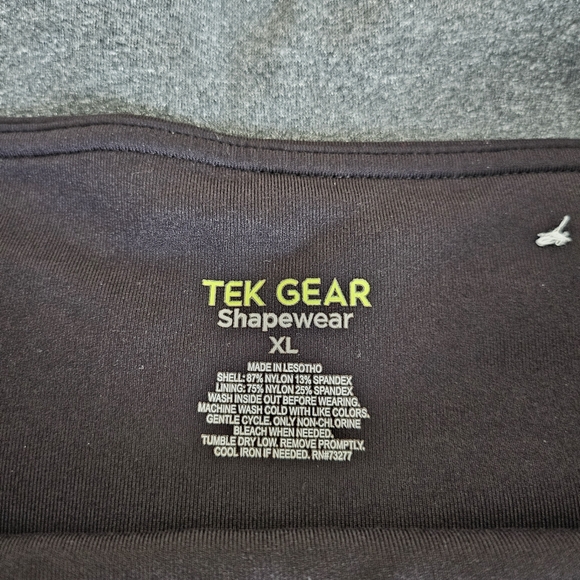 TEK GEAR
Shapewear
XL
MADE IN LESOTHO
SHELL: 87% NYLON 13% SPANDEX
LINING: 75% NYLON 25% SPANDEX
WASH INSIDE OUT BEFORE WEARING.
MACHINE WASH COLD WITH LIKE COLORS.
GENTLE CYCLE. ONLY NON-CHLORINE
BLEACH WHEN NEEDED.
TUMBLE DRY LOW. REMOVE PROMPTLY.
COOL IRON IF NEEDED. RN#73277